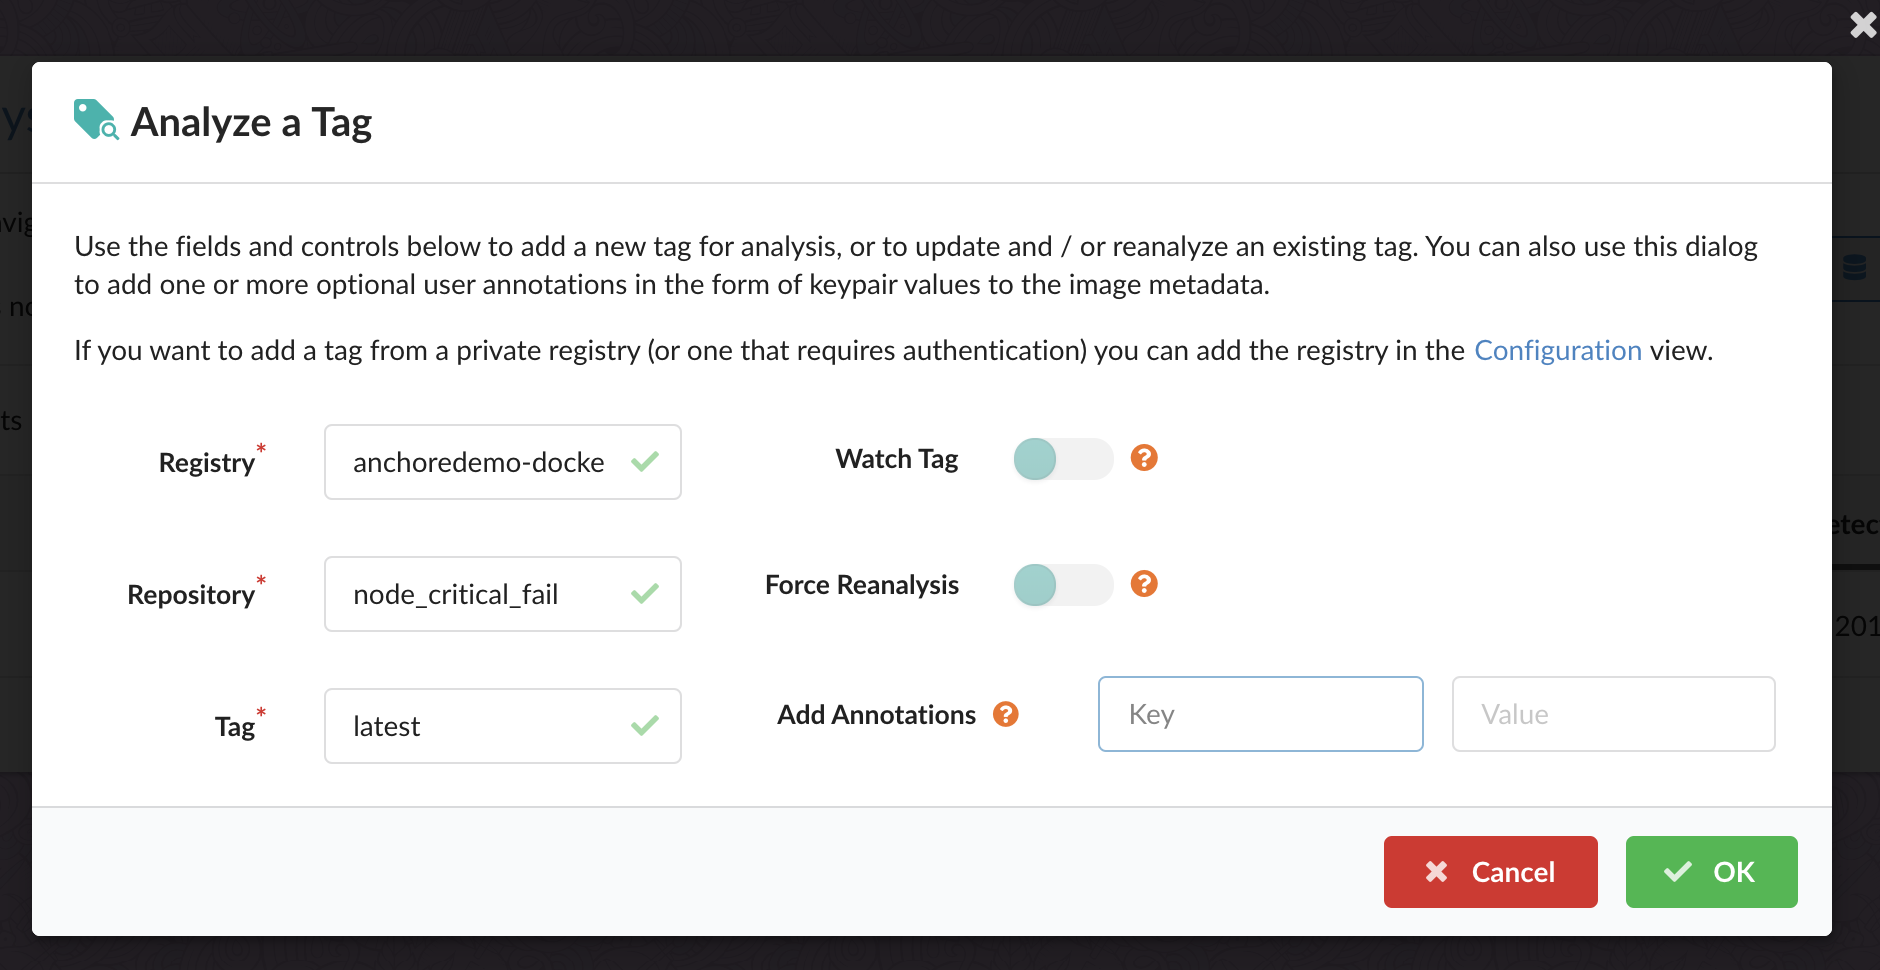 Analyze a Tag
Use the fields and controls below to add a new tag for analysis, or to update and / or reanalyze an existing tag. You can also use this dialog
to add one or more optional user annotations in the form of keypair values to the image metadata.
If you want to add a tag from a private registry (or one that requires authentication) you can add the registry in the Configuration view.
Registry*
anchoredemo-docke
Watch Tag
Repository*
node_critical_fail
Force Reanalysis
Tag*
latest
Add Annotations
Key
Value
Cancel
OK
ts
etec
201